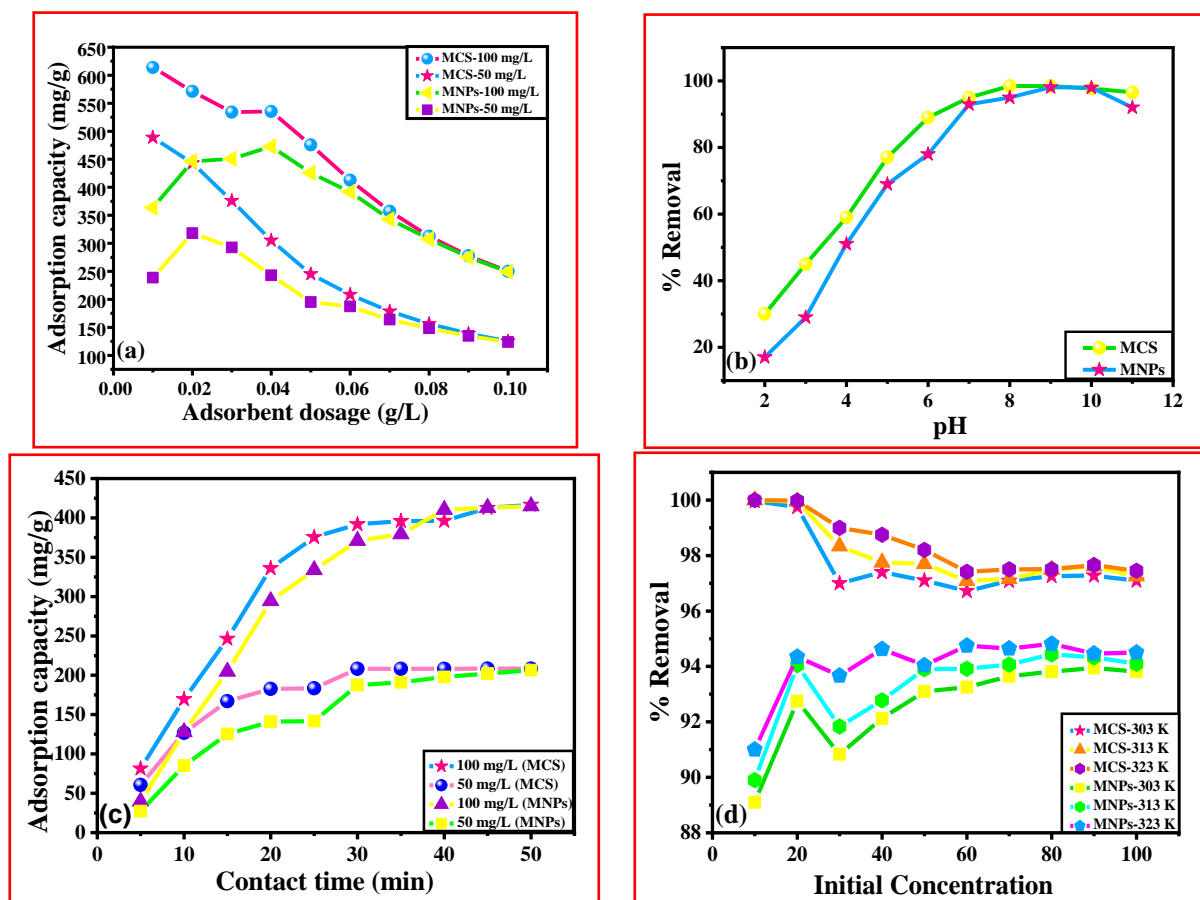 650
600
550
500
450
400
350
300
250
200
150
100
Adsorption capacity (mg/g)
MCS-100 mg/L
MCS-50 mg/L
MNPs-100 mg/L
MNPs-50 mg/L
(a)
0.00 0.02 0.04 0.06 0.08 0.10
Adsorbent dosage (g/L)
100
80
60
40
20
% Removal
(b)
MCS
MNPs
2 4 6 8 10 12
pH
450
400
350
300
250
200
150
100
50
0
Adsorption capacity (mg/g)
(c)
100 mg/L (MCS)
50 mg/L (MCS)
100 mg/L (MNPs)
50 mg/L (MNPs)
0 10 20 30 40 50
Contact time (min)
100
98
96
94
92
90
88
% Removal
MCS-303 K
MCS-313 K
MCS-323 K
MNPs-303 K
MNPs-313 K
MNPs-323 K
(d)
0 20 40 60 80 100
Initial Concentration